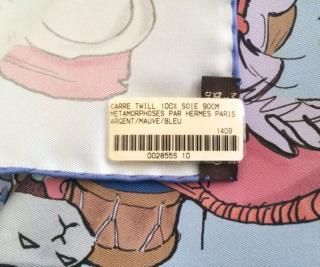 CARRE TWILL 100% SOIE 90CM
METAMORPHOSES PAR HERMES PARIS
ARGENT/MAUVE/BLEU
1409
002855S 10